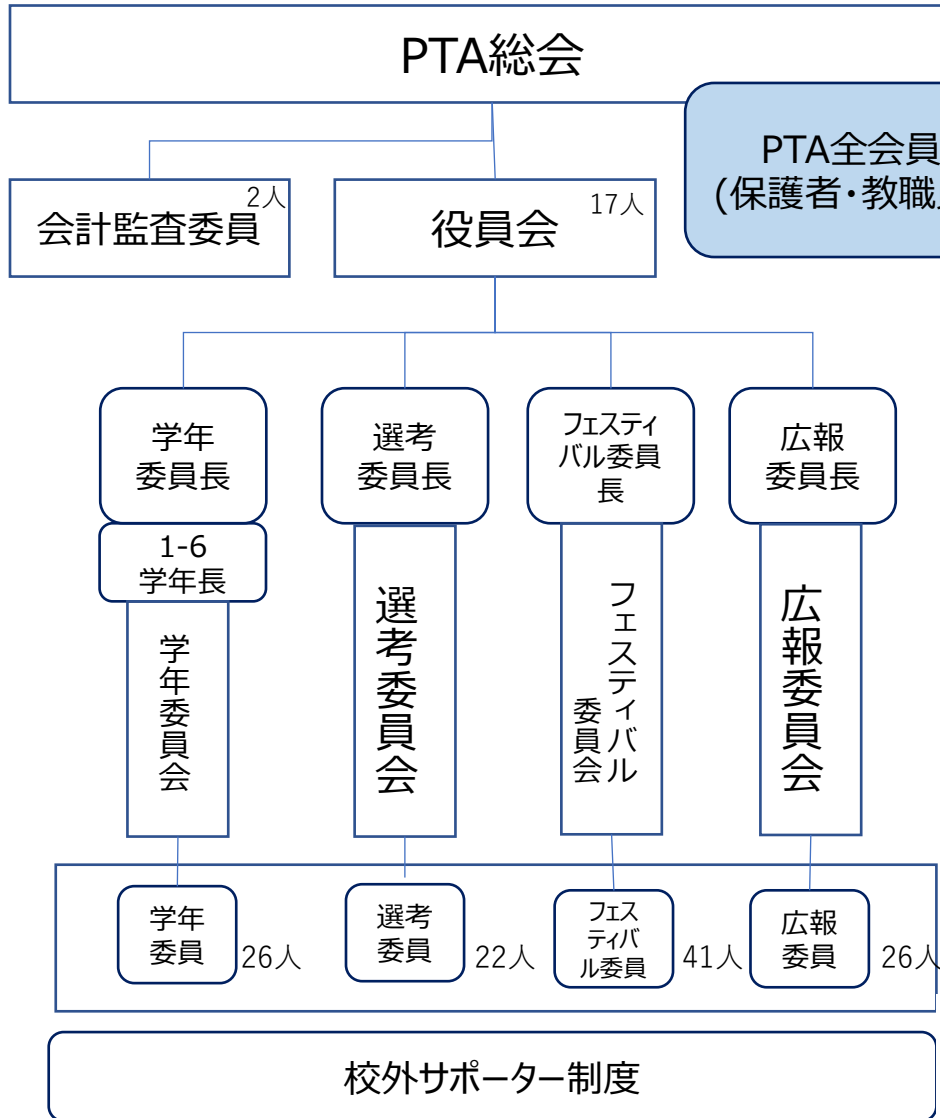 PTA総会
PTA全会員
(保護者・教職
会計監査委員
2人
役員会
17人
学年
委員長
選考
委員長
フェスティ
バル委員
長
広報
委員長
1-6
学年長
学年委員会
選考委員会
フェスティバル
委員会
広報委員会
学年
委員
26人
選考
委員
22人
フェス
ティバ
ル委員
41人
広報
委員
26人
校外サポーター制度